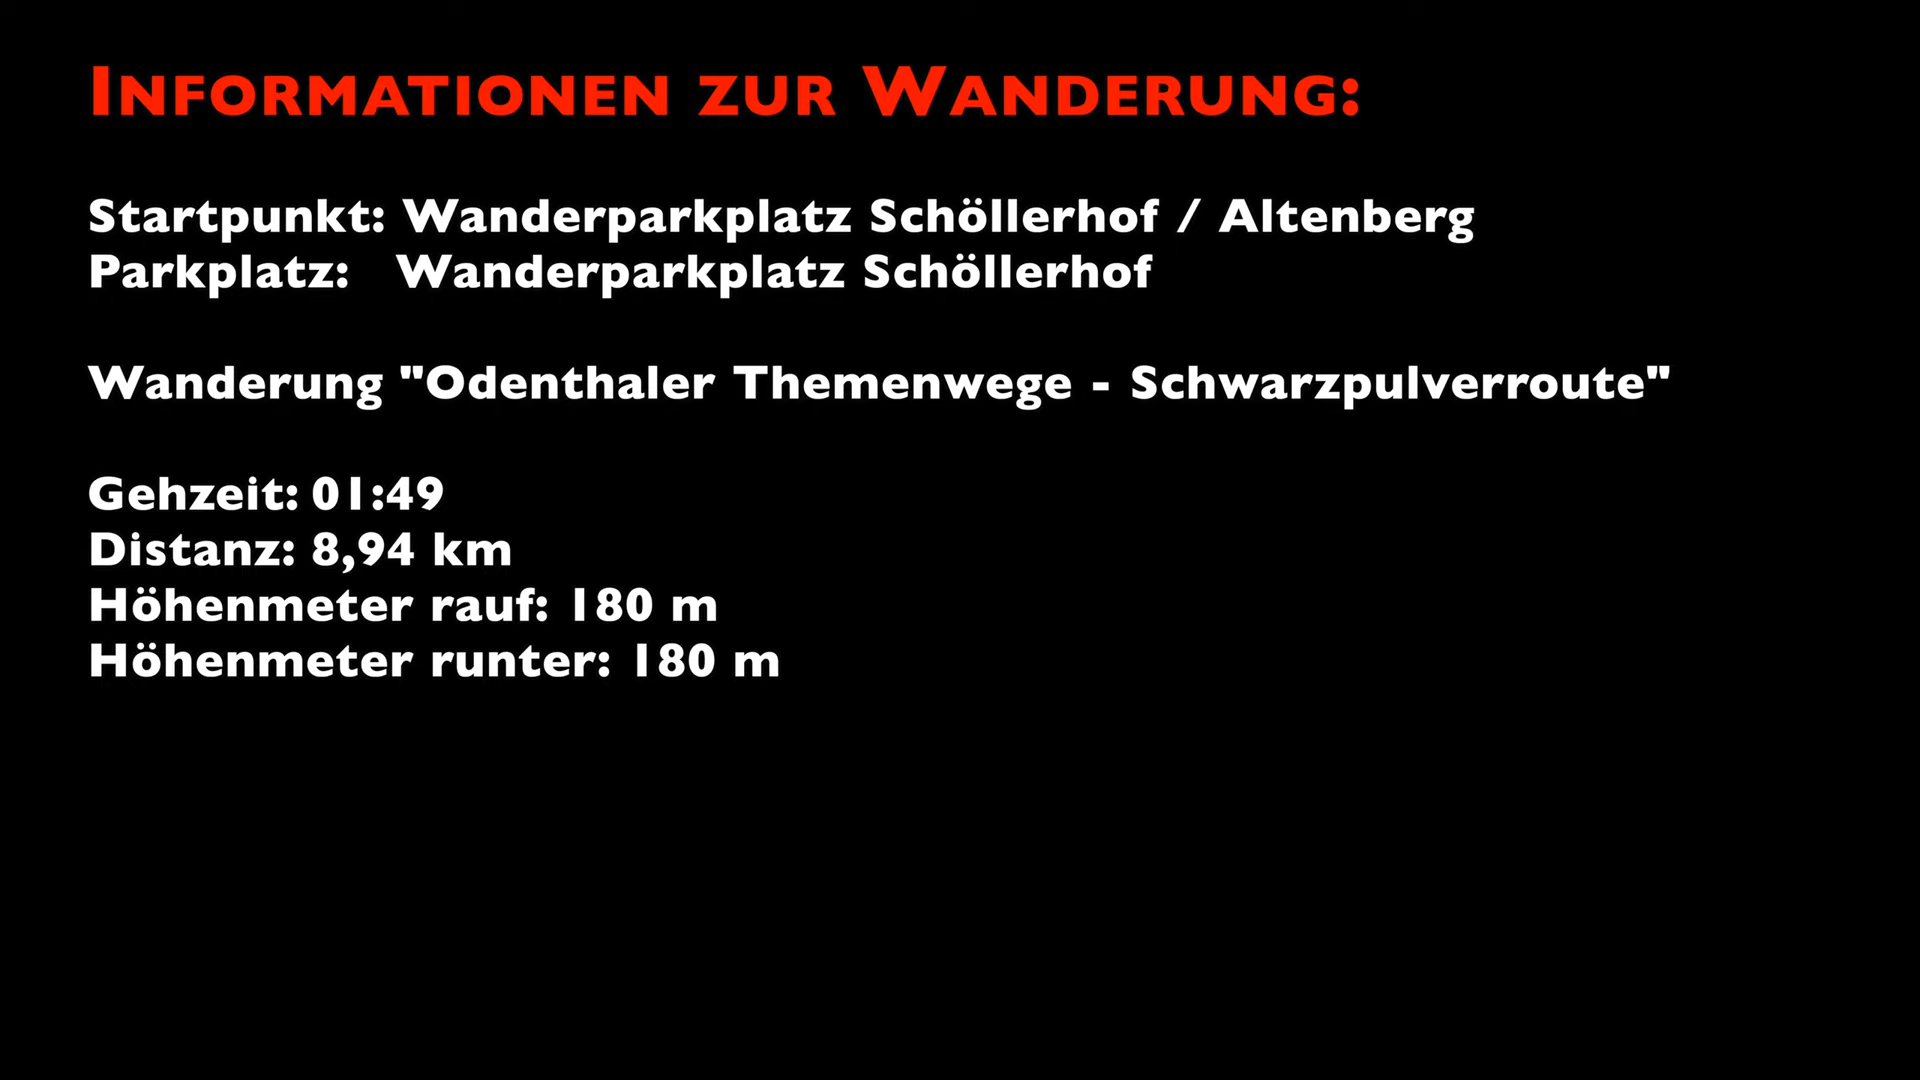 INFORMATIONEN ZUR WANDERUNG:
Startpunkt: Wanderparkplatz Schöllerhof / Altenberg
Parkplatz: Wanderparkplatz Schöllerhof
Wanderung "Odenthaler Themenwege - Schwarzpulverroute"
Gehzeit: 01:49
Distanz: 8,94 km
Höhenmeter rauf: 180 m
Höhenmeter runter: 180 m